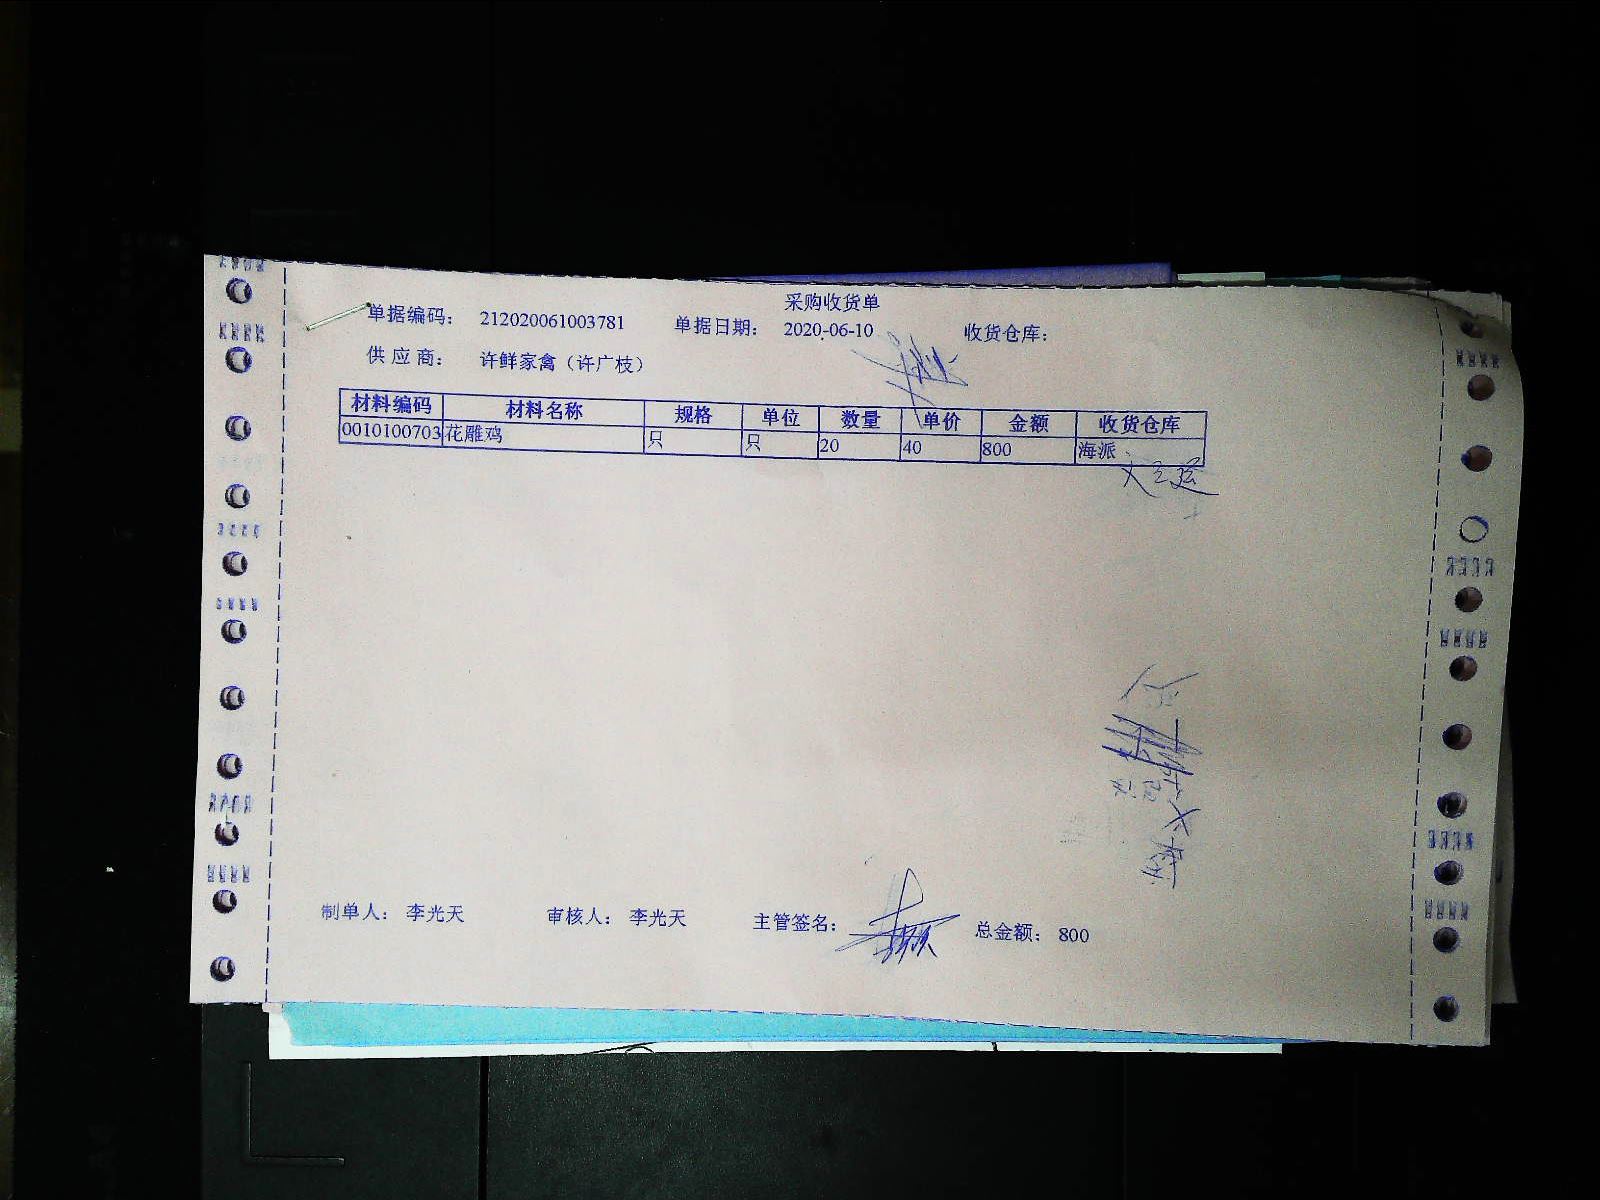 采购收货单
单据编码： 212020061003781 单据日期： 2020-06-10 收货仓库：
供应商： 许鲜家禽（许广枝）
材料编码 材料名称 规格 单位 数量 单价 金额 收货仓库
0010100703 花雕鸡 只 只 20 40 800 海派
制单人： 李光天 审核人： 李光天 主管签名： 总金额： 800